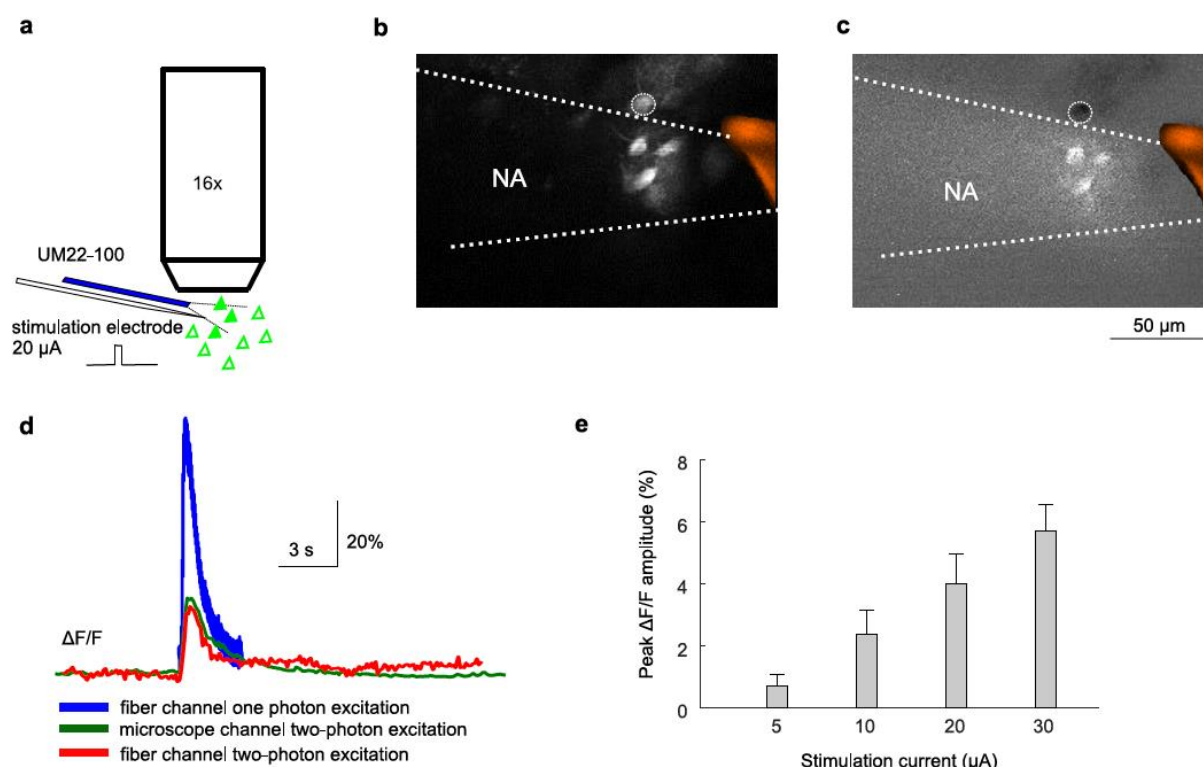 a
16x
UM22-100
stimulation electrode
20 µA
b
NA
c
NA
50 µm
d
3 s
20%
ΔF/F
fiber channel one photon excitation
microscope channel two-photon excitation
fiber channel two-photon excitation
e
Peak ΔF/F amplitude (%)
8
6
4
2
0
5 10 20 30
Stimulation current (µA)